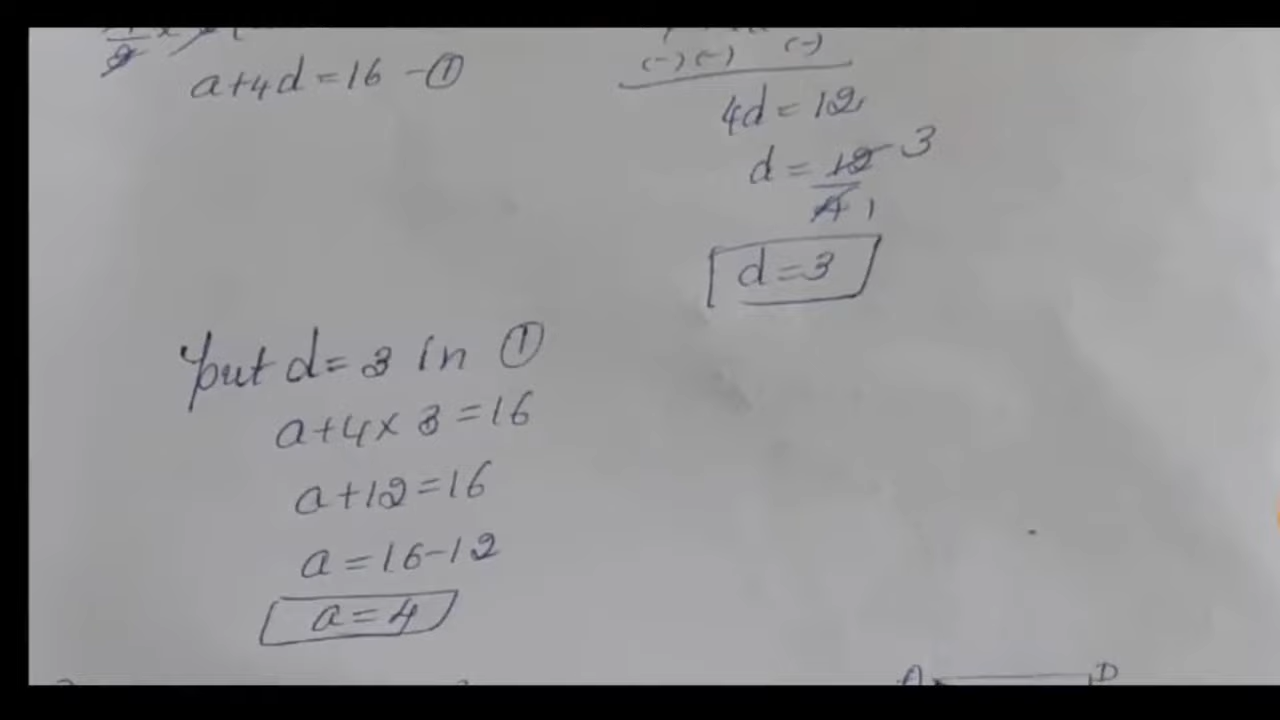 a+4d=16 -①
(-) (-) (-)
4d=12
d=12 3
4 1
d=3
put d=3 in ①
a+4×3=16
a+12=16
a=16-12
a=4
A D